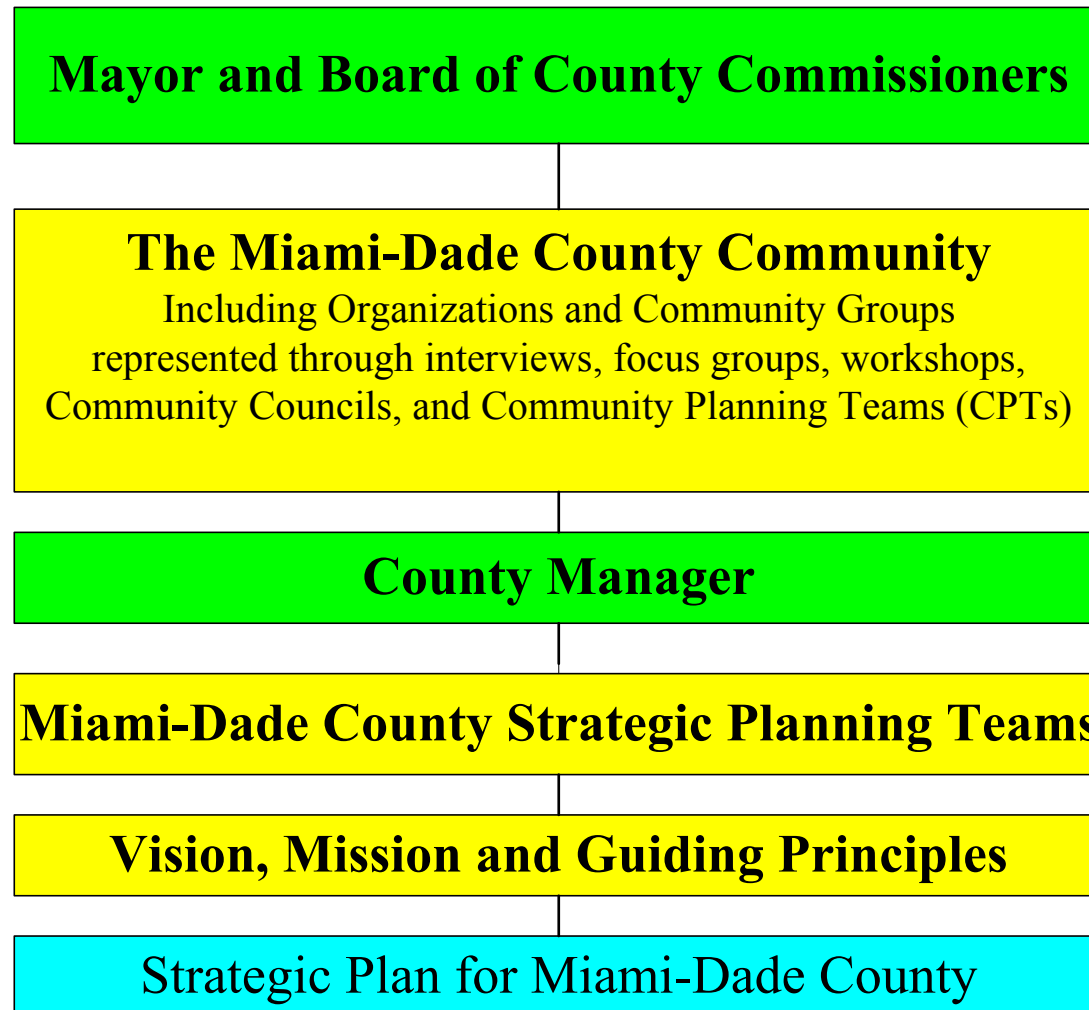 Mayor and Board of County Commissioners
The Miami-Dade County Community
Including Organizations and Community Groups
represented through interviews, focus groups, workshops,
Community Councils, and Community Planning Teams (CPTs)
County Manager
Miami-Dade County Strategic Planning Teams
Vision, Mission and Guiding Principles
Strategic Plan for Miami-Dade County